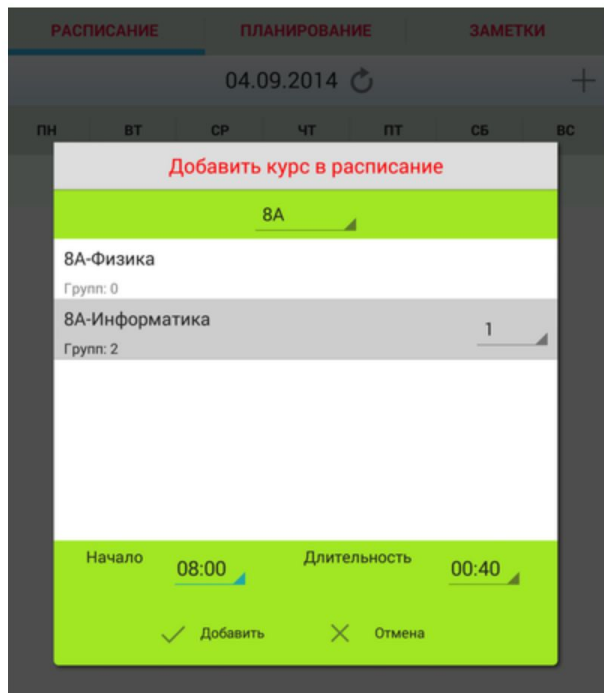 РАСПИСАНИЕ ПЛАНИРОВАНИЕ ЗАМЕТКИ
04.09.2014
ПН ВТ СР ЧТ ПТ СБ ВС
Добавить курс в расписание
8А
8А-Физика
Групп: 0
8А-Информатика 1
Групп: 2
Начало 08:00 Длительность 00:40
Добавить Отмена